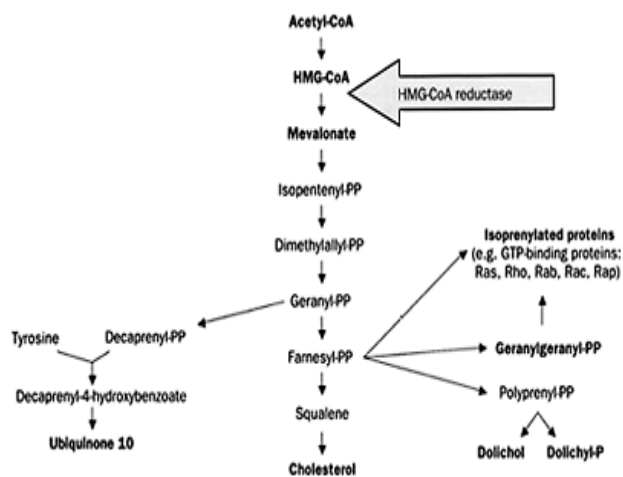 Acetyl-CoA
HMG-CoA
HMG-CoA reductase
Mevalonate
Isopentenyl-PP
Dimethylallyl-PP
Isoprenylated proteins
(e.g. GTP-binding proteins:
Ras, Rho, Rab, Rac, Rap)
Geranyl-PP
Tyrosine
Decaprenyl-PP
Farnesyl-PP
Geranylgeranyl-PP
Decaprenyl-4-hydroxybenzoate
Polyprenyl-PP
Squalene
Ubiquinone 10
Dolichol
Dolichyl-P
Cholesterol